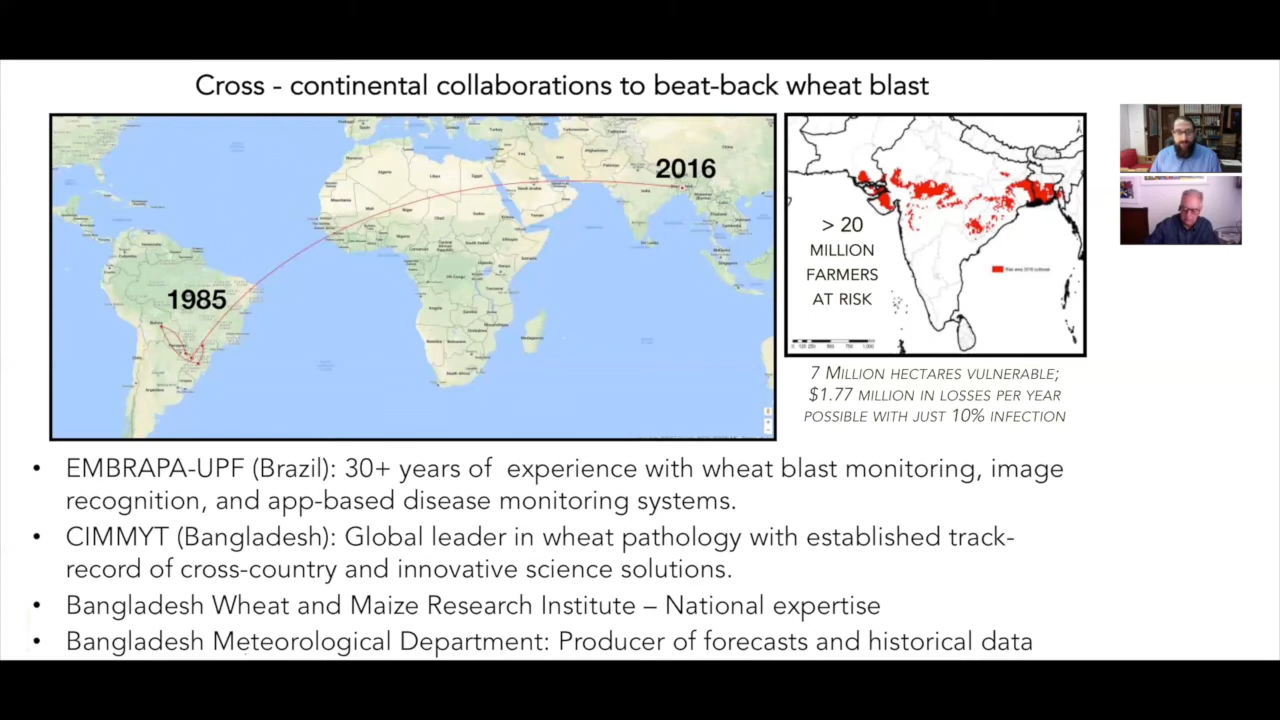 Cross - continental collaborations to beat-back wheat blast
2016
1985
> 20
MILLION
FARMERS
AT RISK
7 MILLION HECTARES VULNERABLE;
$1.77 MILLION IN LOSSES PER YEAR
POSSIBLE WITH JUST 10% INFECTION
• EMBRAPA-UPF (Brazil): 30+ years of experience with wheat blast monitoring, image
recognition, and app-based disease monitoring systems.
• CIMMYT (Bangladesh): Global leader in wheat pathology with established track-
record of cross-country and innovative science solutions.
• Bangladesh Wheat and Maize Research Institute – National expertise
• Bangladesh Meteorological Department: Producer of forecasts and historical data